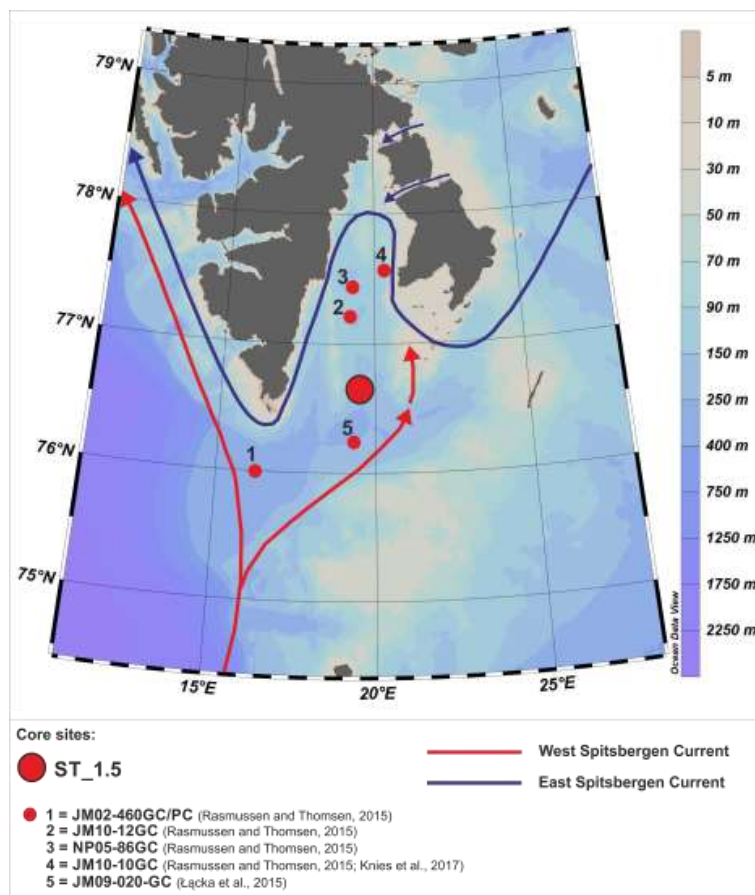 79°N
78°N
77°N
76°N
75°N
15°E
20°E
25°E
4
3
2
5
1
5 m
10 m
30 m
50 m
70 m
90 m
150 m
250 m
400 m
750 m
1250 m
1750 m
2250 m
Ocean Data View
Core sites:
ST_1.5
West Spitsbergen Current
East Spitsbergen Current
1 = JM02-460GC/PC (Rasmussen and Thomsen, 2015)
2 = JM10-12GC (Rasmussen and Thomsen, 2015)
3 = NP05-86GC (Rasmussen and Thomsen, 2015)
4 = JM10-10GC (Rasmussen and Thomsen, 2015; Knies et al., 2017)
5 = JM09-020-GC (Łącka et al., 2015)